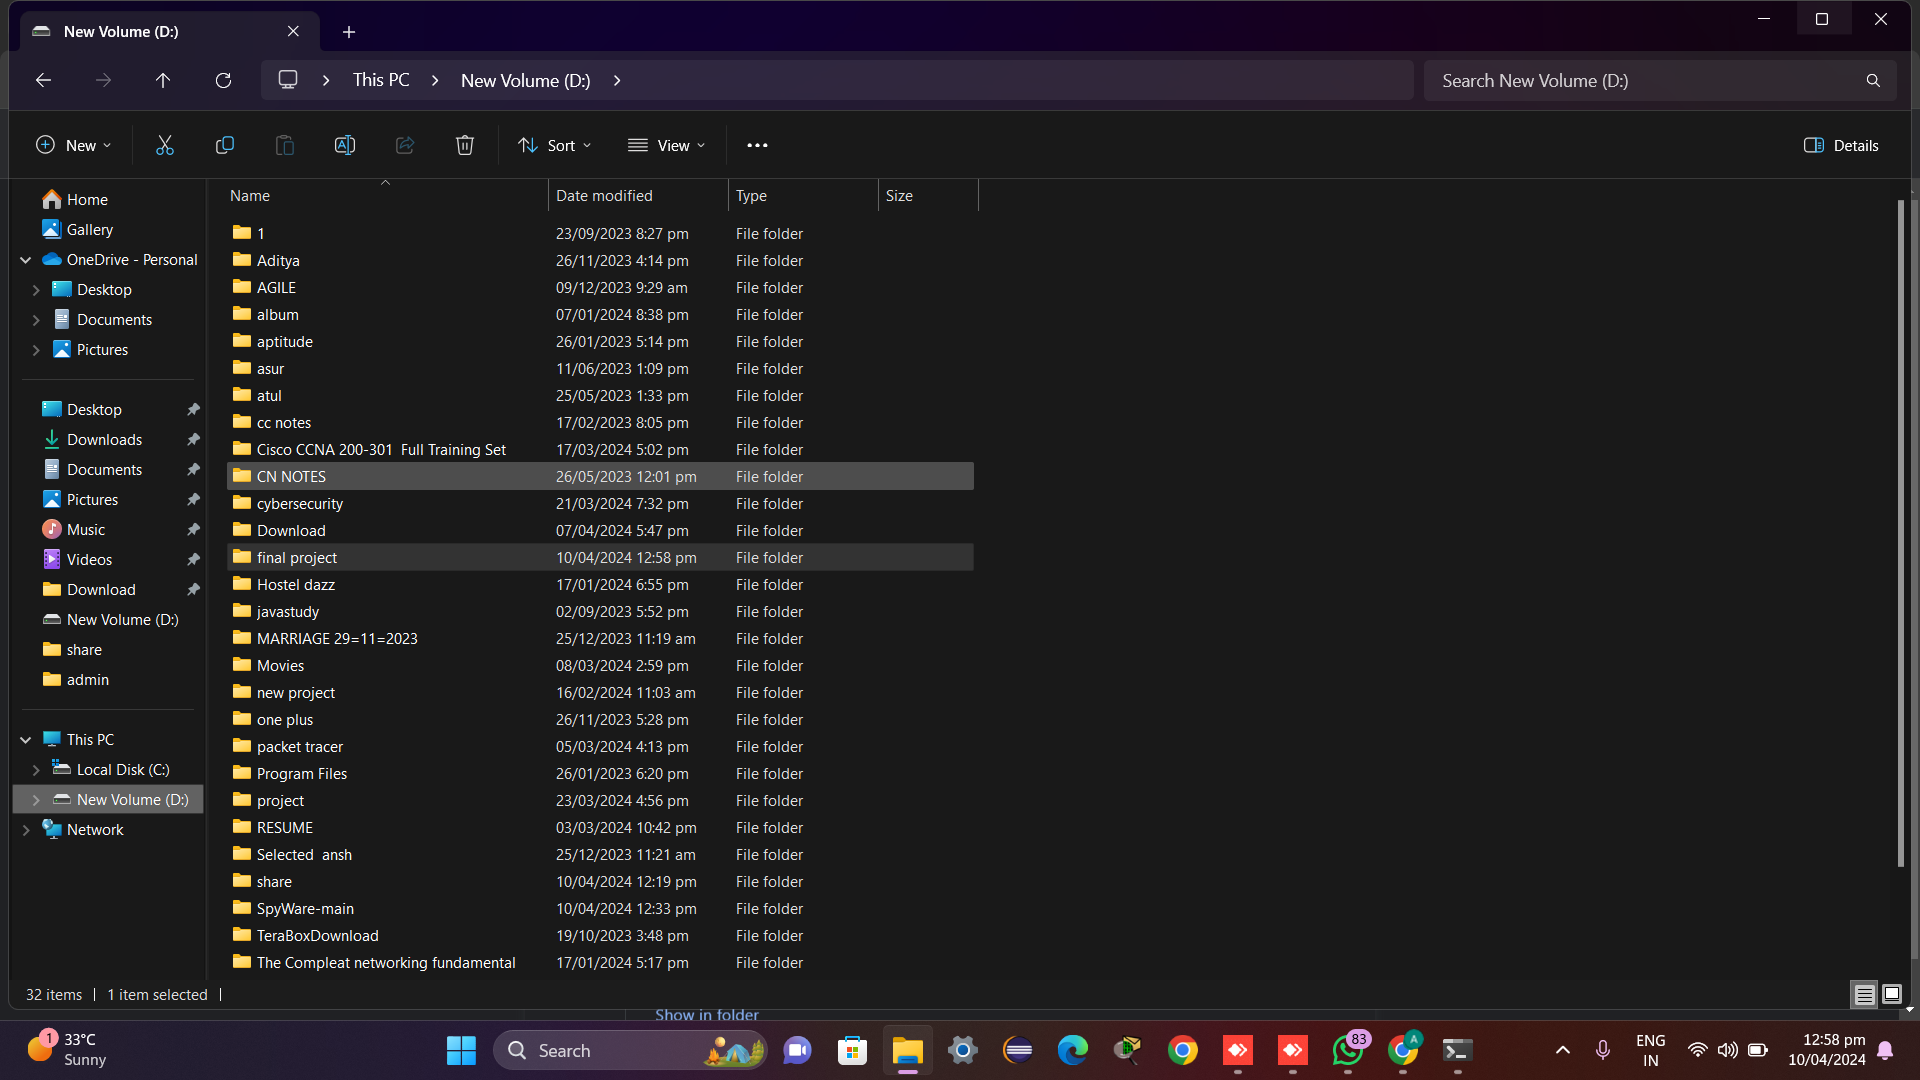 New Volume (D:)
This PC
New Volume (D:)
Search New Volume (D:)
New
Sort
View
Details
Home
Gallery
OneDrive - Personal
Desktop
Documents
Pictures
Desktop
Downloads
Documents
Pictures
Music
Videos
Download
New Volume (D:)
share
admin
This PC
Local Disk (C:)
New Volume (D:)
Network
Name Date modified Type Size
1 23/09/2023 8:27 pm File folder
Aditya 26/11/2023 4:14 pm File folder
AGILE 09/12/2023 9:29 am File folder
album 07/01/2024 8:38 pm File folder
aptitude 26/01/2023 5:14 pm File folder
asur 11/06/2023 1:09 pm File folder
atul 25/05/2023 1:33 pm File folder
cc notes 17/02/2023 8:05 pm File folder
Cisco CCNA 200-301  Full Training Set 17/03/2024 5:02 pm File folder
CN NOTES 26/05/2023 12:01 pm File folder
cybersecurity 21/03/2024 7:32 pm File folder
Download 07/04/2024 5:47 pm File folder
final project 10/04/2024 12:58 pm File folder
Hostel dazz 17/01/2024 6:55 pm File folder
javastudy 02/09/2023 5:52 pm File folder
MARRIAGE 29=11=2023 25/12/2023 11:19 am File folder
Movies 08/03/2024 2:59 pm File folder
new project 16/02/2024 11:03 am File folder
one plus 26/11/2023 5:28 pm File folder
packet tracer 05/03/2024 4:13 pm File folder
Program Files 26/01/2023 6:20 pm File folder
project 23/03/2024 4:56 pm File folder
RESUME 03/03/2024 10:42 pm File folder
Selected  ansh 25/12/2023 11:21 am File folder
share 10/04/2024 12:19 pm File folder
SpyWare-main 10/04/2024 12:33 pm File folder
TeraBoxDownload 19/10/2023 3:48 pm File folder
The Compleat networking fundamental 17/01/2024 5:17 pm File folder
32 items 1 item selected
Show in folder
1
33°C
Sunny
Search
83
A
ENG
IN
12:58 pm
10/04/2024